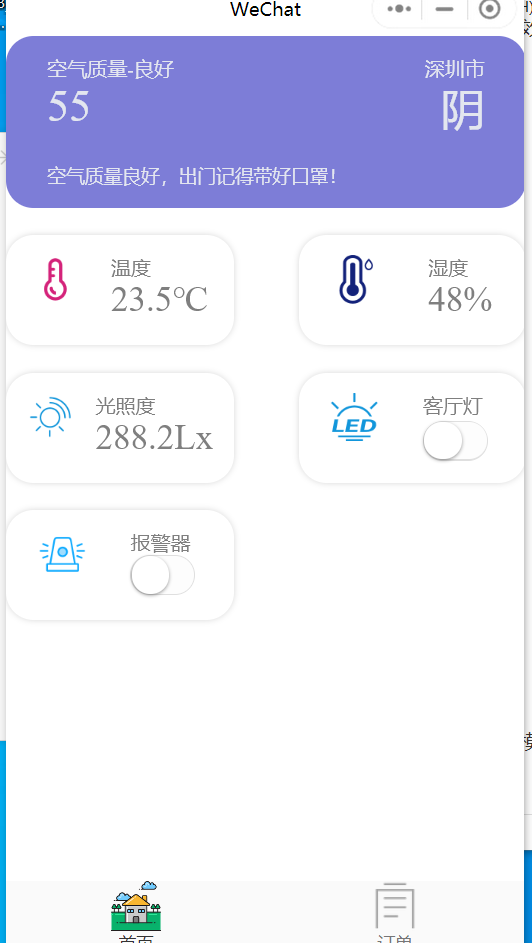 WeChat
空气质量-良好
深圳市
55
阴
空气质量良好，出门记得带好口罩！
温度
23.5℃
湿度
48%
光照度
288.2Lx
客厅灯
LED
报警器
首页
订单